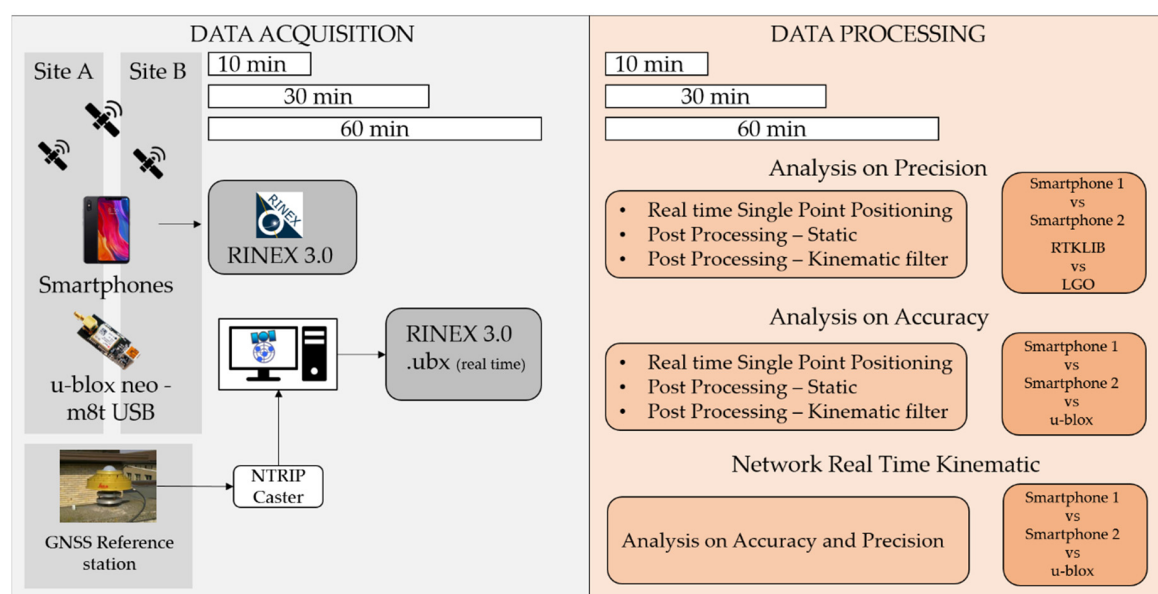 DATA ACQUISITION
Site A
Site B
10 min
30 min
60 min
RINEX
RINEX 3.0
Smartphones
u-blox neo -
m8t USB
RINEX 3.0
.ubx (real time)
NTRIP
Caster
GNSS Reference
station
DATA PROCESSING
10 min
30 min
60 min
Analysis on Precision
• Real time Single Point Positioning
• Post Processing – Static
• Post Processing – Kinematic filter
Smartphone 1
vs
Smartphone 2
RTKLIB
vs
LGO
Analysis on Accuracy
• Real time Single Point Positioning
• Post Processing – Static
• Post Processing – Kinematic filter
Smartphone 1
vs
Smartphone 2
vs
u-blox
Network Real Time Kinematic
Analysis on Accuracy and Precision
Smartphone 1
vs
Smartphone 2
vs
u-blox